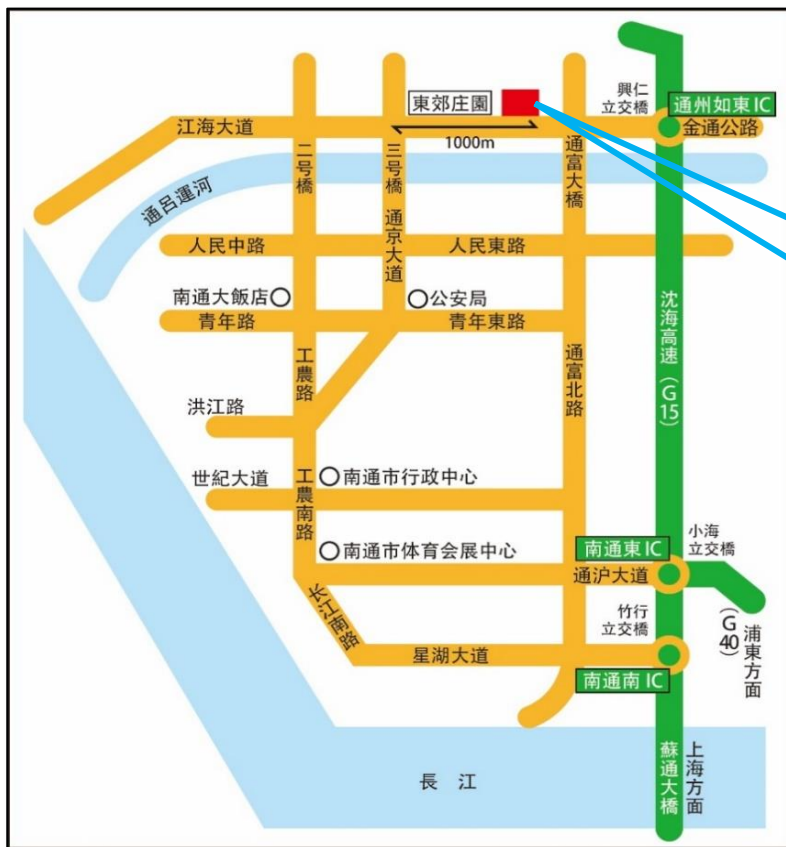 興仁
立交橋
通州如東IC
東郊庄園
江海大道
金通公路
1000m
二号橋
三号橋
通富大橋
通呂運河
通京大道
人民中路
人民東路
南通大飯店
公安局
青年路
青年東路
沈海高速(G15)
工農路
通富北路
洪江路
世紀大道
工農南路
南通市行政中心
小海
立交橋
南通市体育会展中心
南通東IC
通沪大道
长江南路
竹行
立交橋
(G40)
浦東方面
星湖大道
南通南IC
蘇通大橋
上海方面
長 江